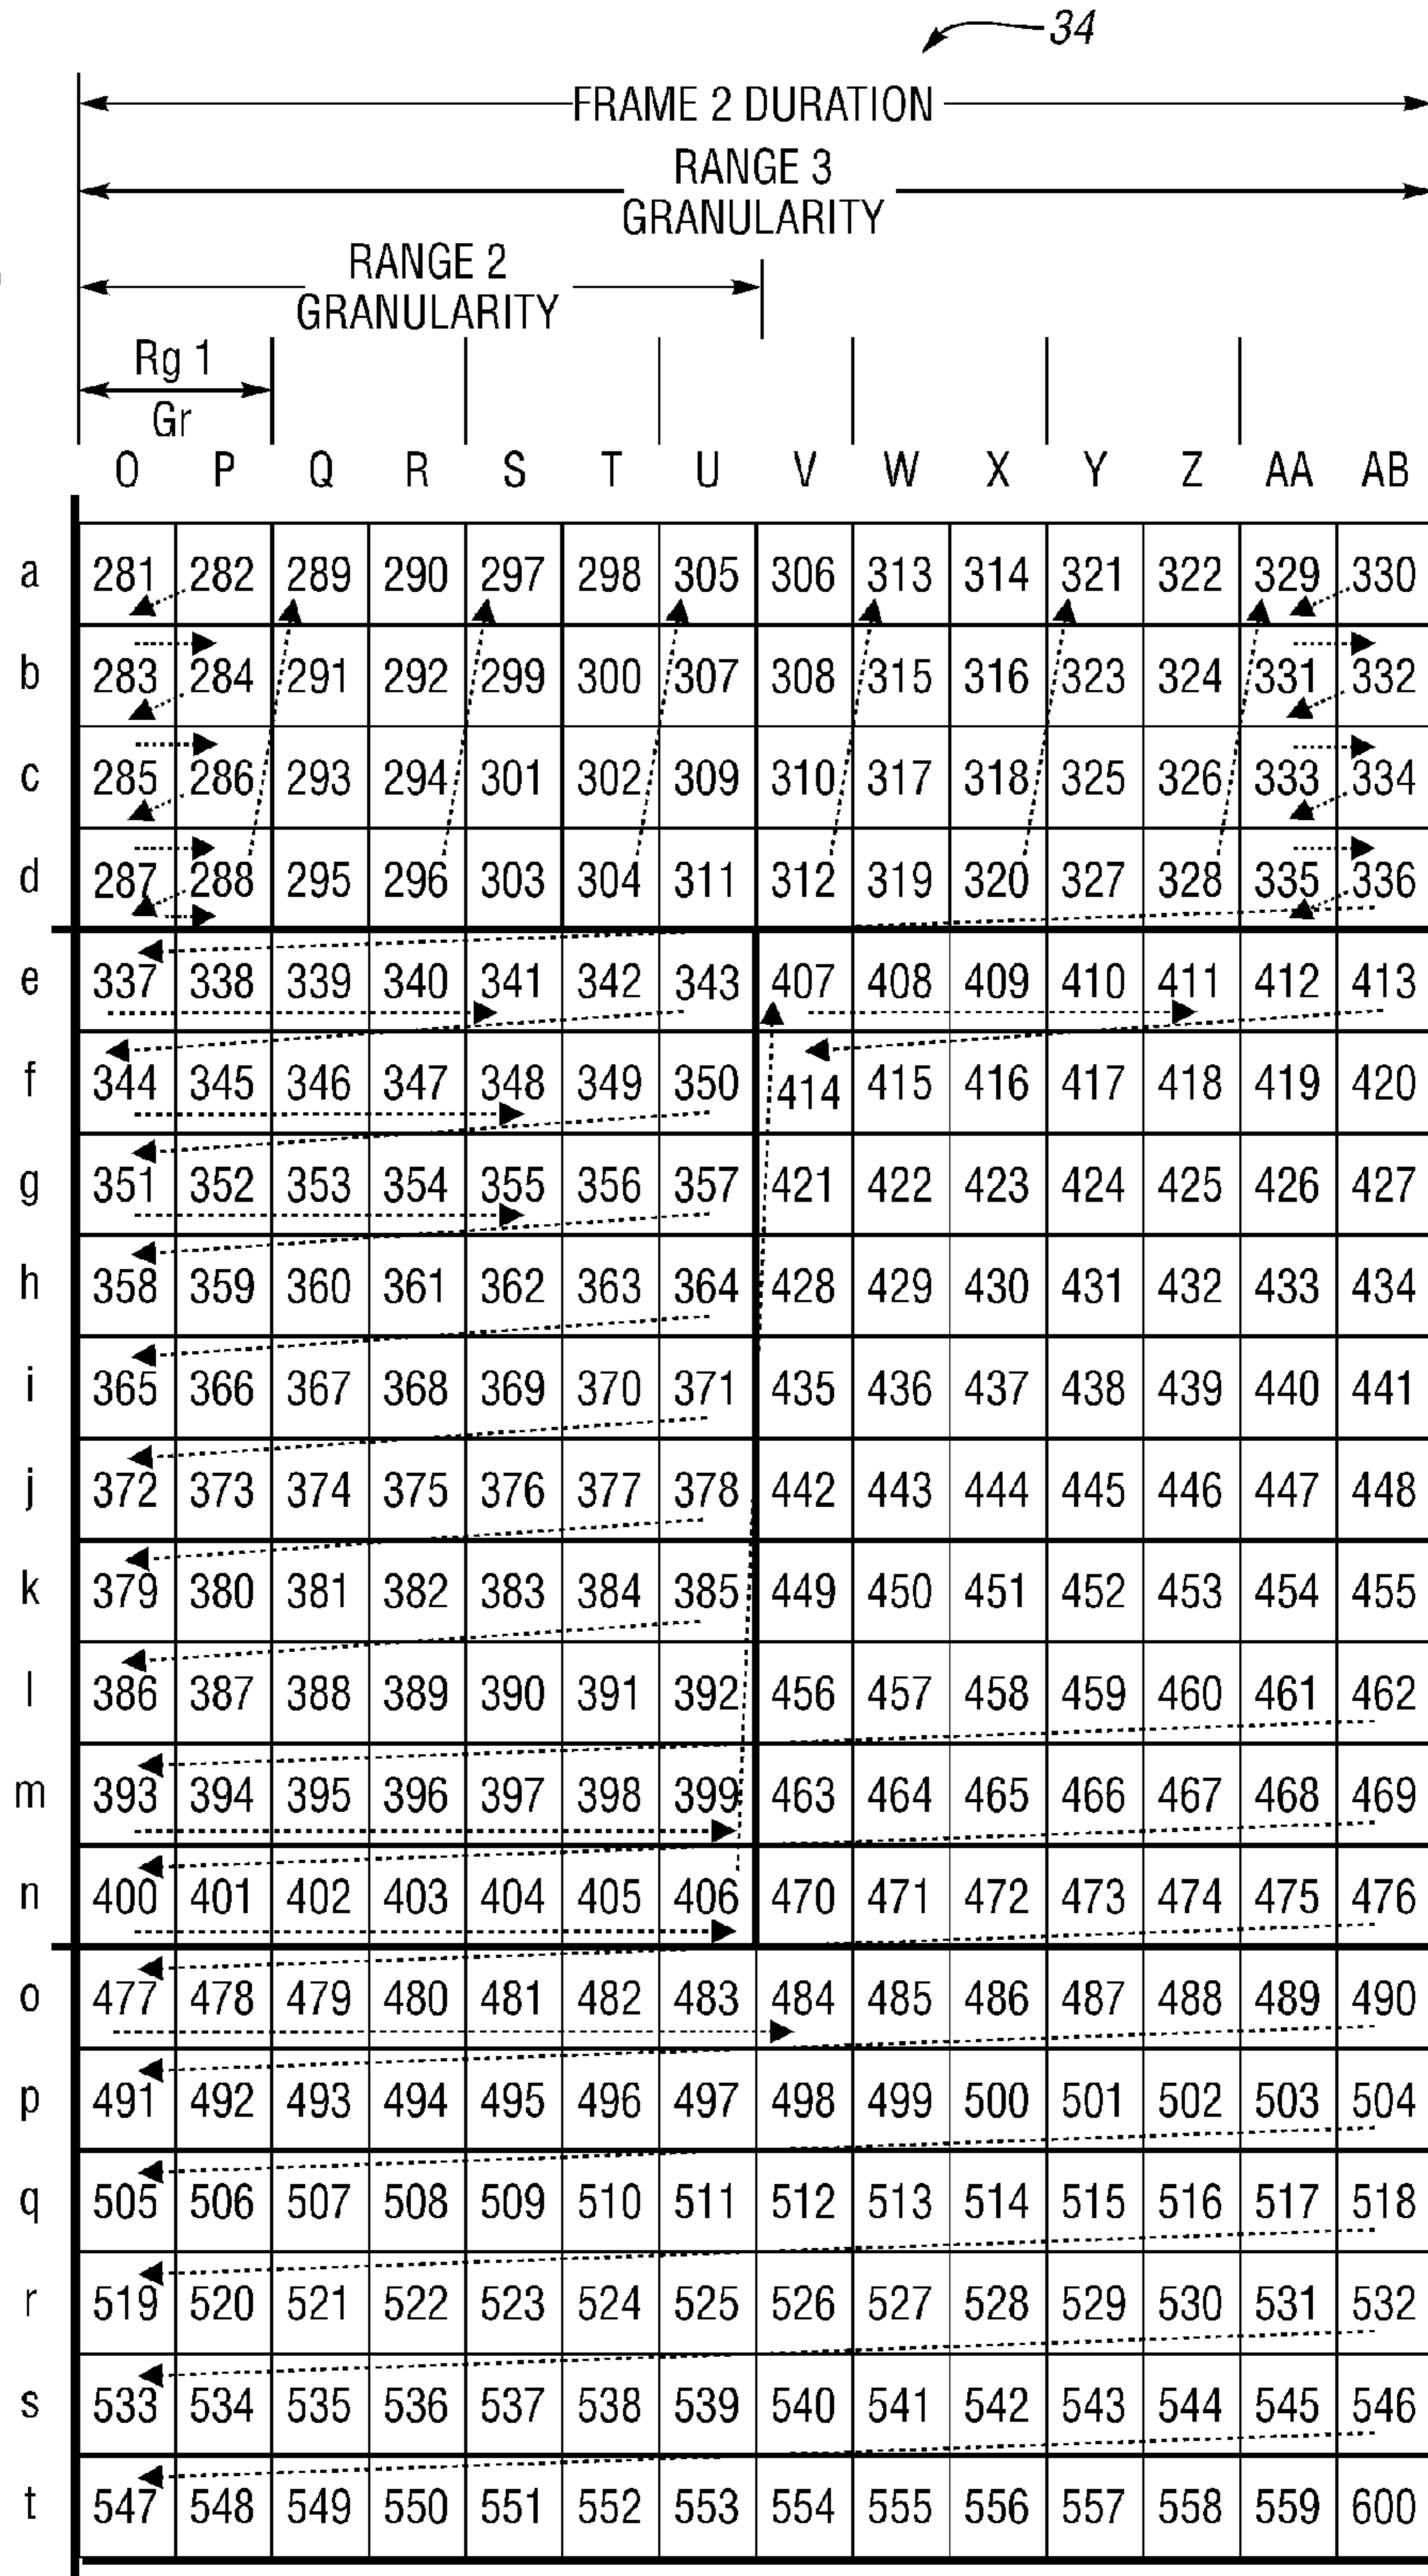 34
FRAME 2 DURATION
RANGE 3
GRANULARITY
RANGE 2
GRANULARITY
Rg 1
Gr
O P Q R S T U V W X Y Z AA AB
a 281 282 289 290 297 298 305 306 313 314 321 322 329 330
b 283 284 291 292 299 300 307 308 315 316 323 324 331 332
c 285 286 293 294 301 302 309 310 317 318 325 326 333 334
d 287 288 295 296 303 304 311 312 319 320 327 328 335 336
e 337 338 339 340 341 342 343 407 408 409 410 411 412 413
f 344 345 346 347 348 349 350 414 415 416 417 418 419 420
g 351 352 353 354 355 356 357 421 422 423 424 425 426 427
h 358 359 360 361 362 363 364 428 429 430 431 432 433 434
i 365 366 367 368 369 370 371 435 436 437 438 439 440 441
j 372 373 374 375 376 377 378 442 443 444 445 446 447 448
k 379 380 381 382 383 384 385 449 450 451 452 453 454 455
l 386 387 388 389 390 391 392 456 457 458 459 460 461 462
m 393 394 395 396 397 398 399 463 464 465 466 467 468 469
n 400 401 402 403 404 405 406 470 471 472 473 474 475 476
o 477 478 479 480 481 482 483 484 485 486 487 488 489 490
p 491 492 493 494 495 496 497 498 499 500 501 502 503 504
q 505 506 507 508 509 510 511 512 513 514 515 516 517 518
r 519 520 521 522 523 524 525 526 527 528 529 530 531 532
s 533 534 535 536 537 538 539 540 541 542 543 544 545 546
t 547 548 549 550 551 552 553 554 555 556 557 558 559 600